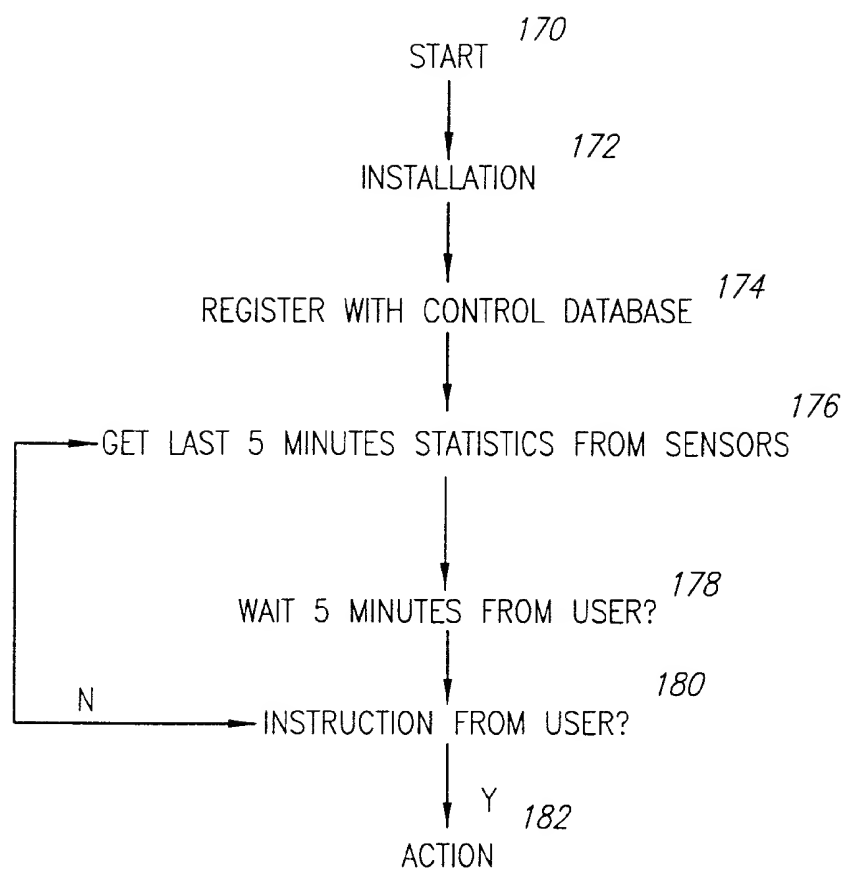 170
START
172
INSTALLATION
174
REGISTER WITH CONTROL DATABASE
176
GET LAST 5 MINUTES STATISTICS FROM SENSORS
178
WAIT 5 MINUTES FROM USER?
180
N
INSTRUCTION FROM USER?
Y
182
ACTION